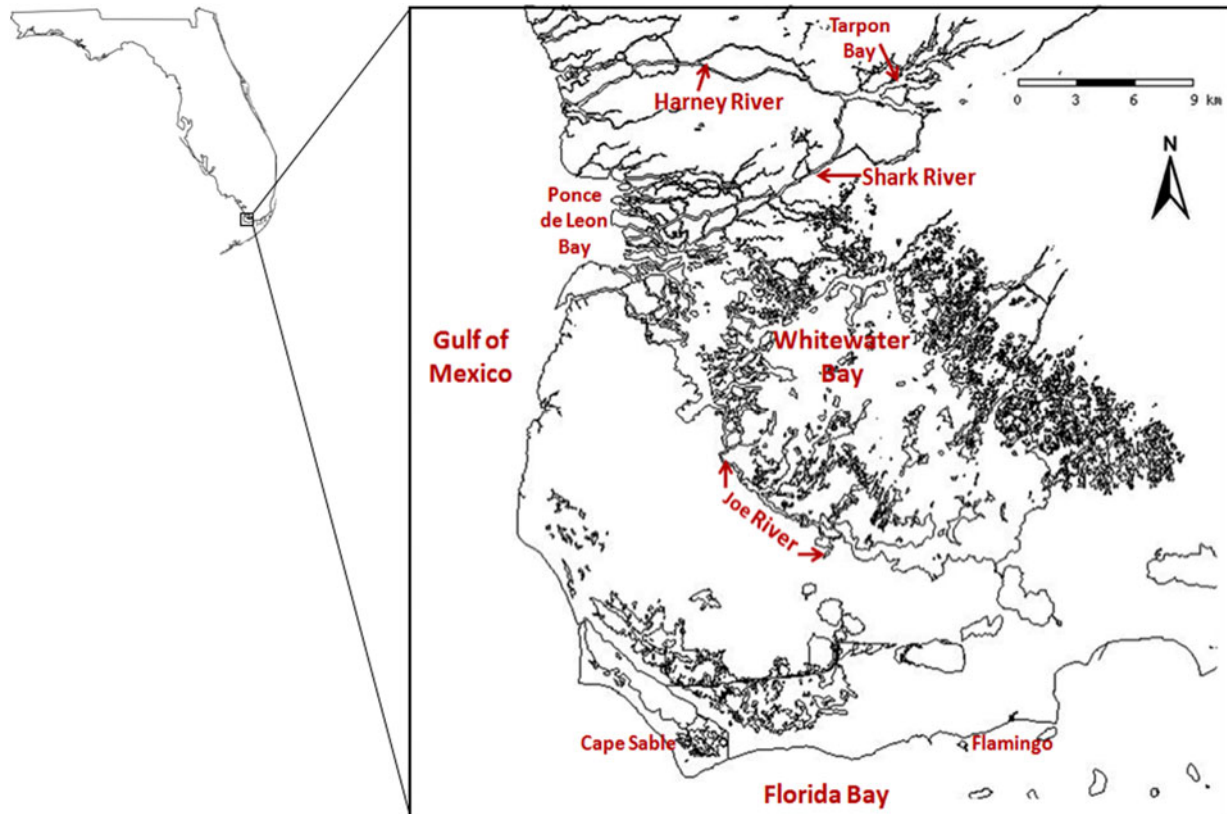 Tarpon
Bay
Harney River
0 3 6 9 km
N
Shark River
Ponce
de Leon
Bay
Gulf of
Mexico
Whitewater
Bay
Joe River
Cape Sable
Flamingo
Florida Bay